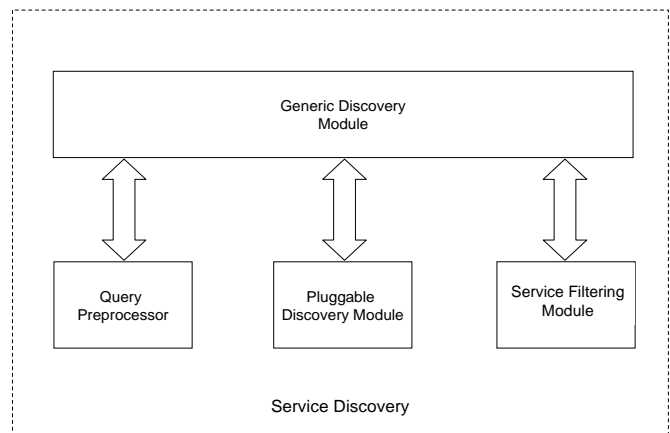 Generic Discovery
Module
Query
Preprocessor
Pluggable
Discovery Module
Service Filtering
Module
Service Discovery